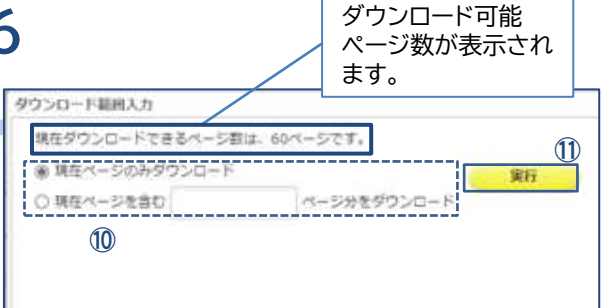 6
ダウンロード可能
ページ数が表示され
ます。
ダウンロード範囲入力
現在ダウンロードできるページ数は、60ページです。
⑪
現在ページのみダウンロード
実行
現在ページを含む ページ分をダウンロード
⑩